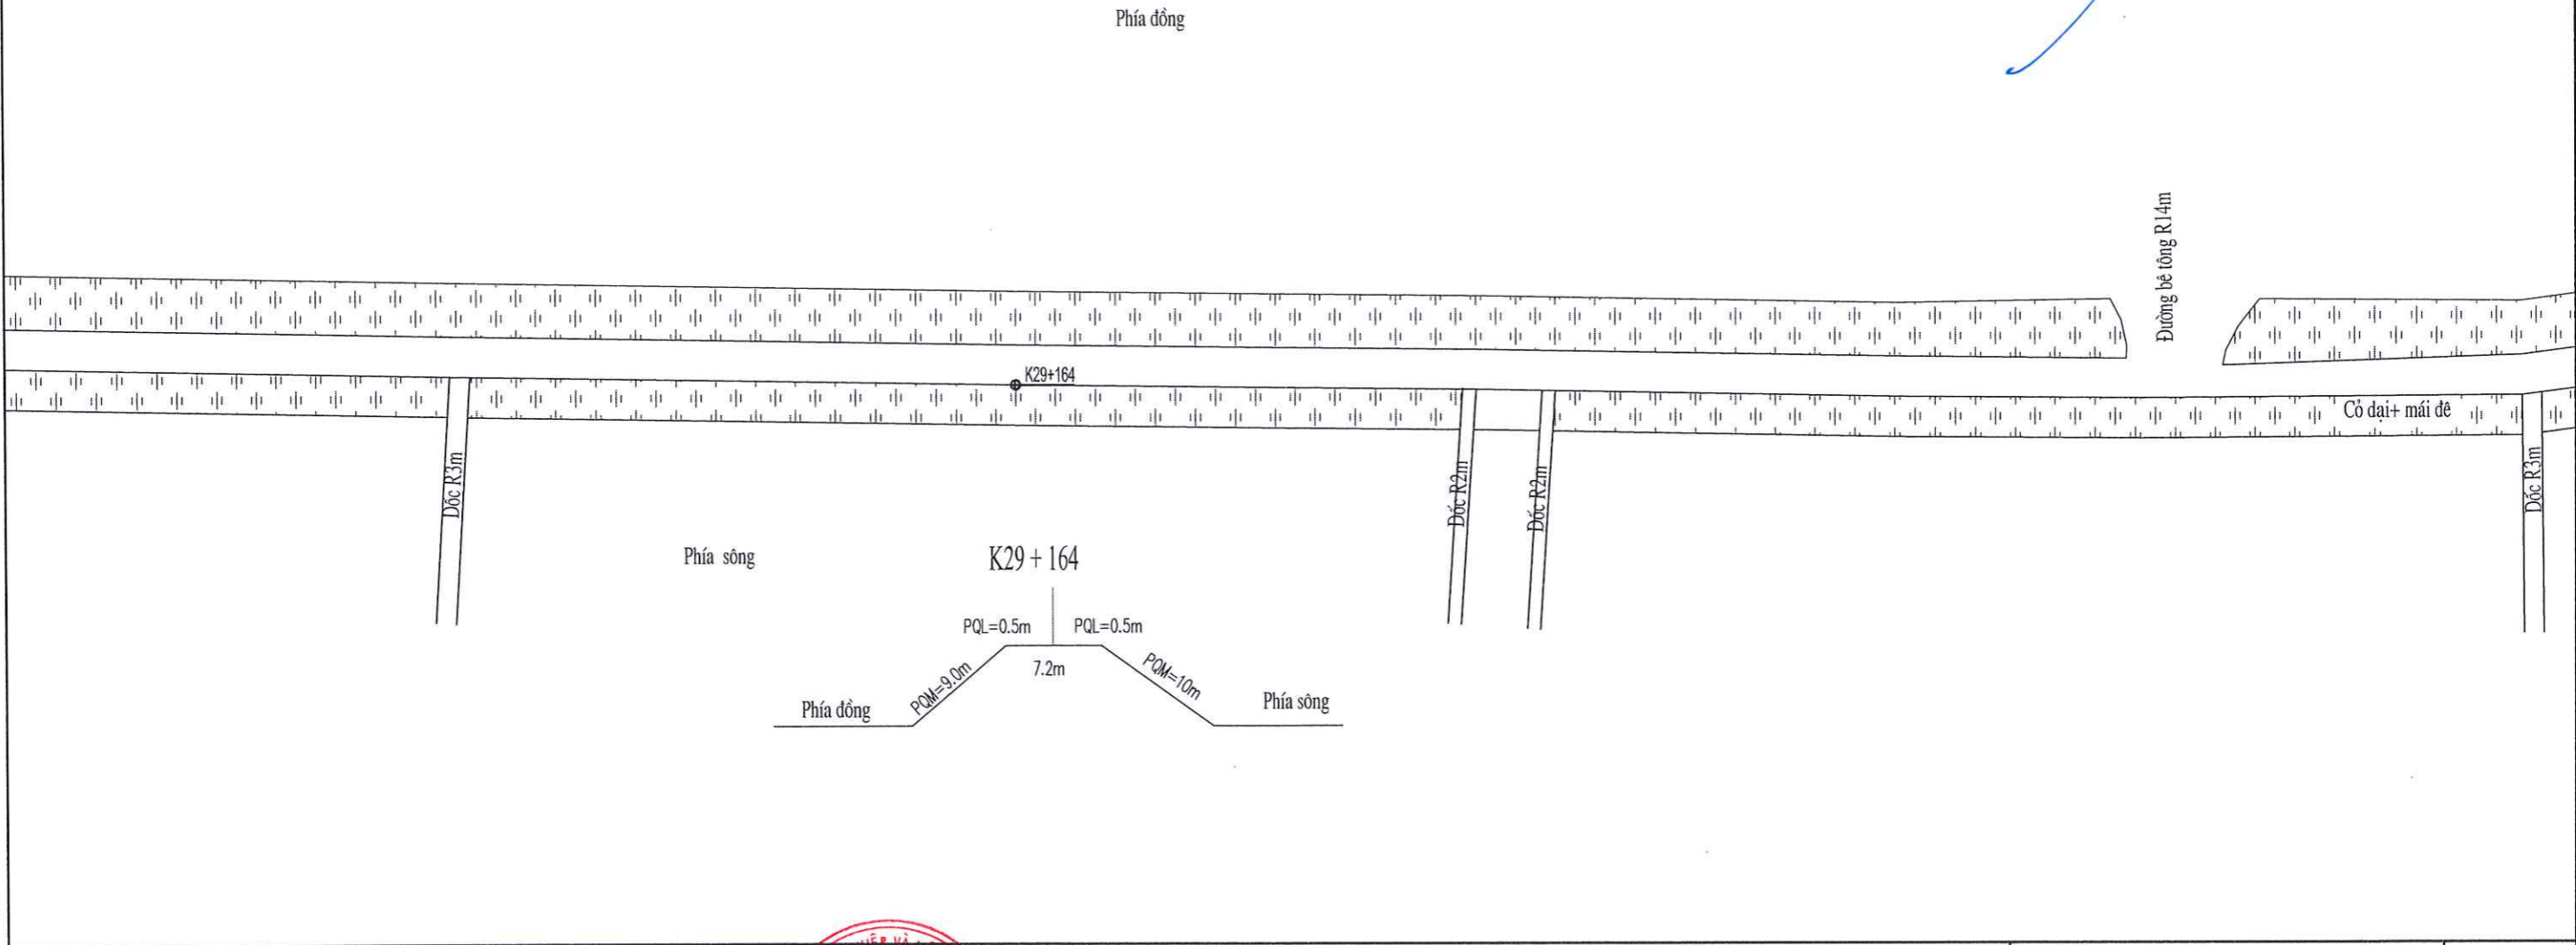 Phía đồng
Đường bê tông R14m
K29+164
Cỏ dại+ mái đê
Dốc R3m
Dốc R2m
Dốc R2m
Dốc R3m
Phía sông
K29 + 164
PQL=0.5m
PQL=0.5m
7.2m
PQM=9.0m
PQM=10m
Phía đồng
Phía sông